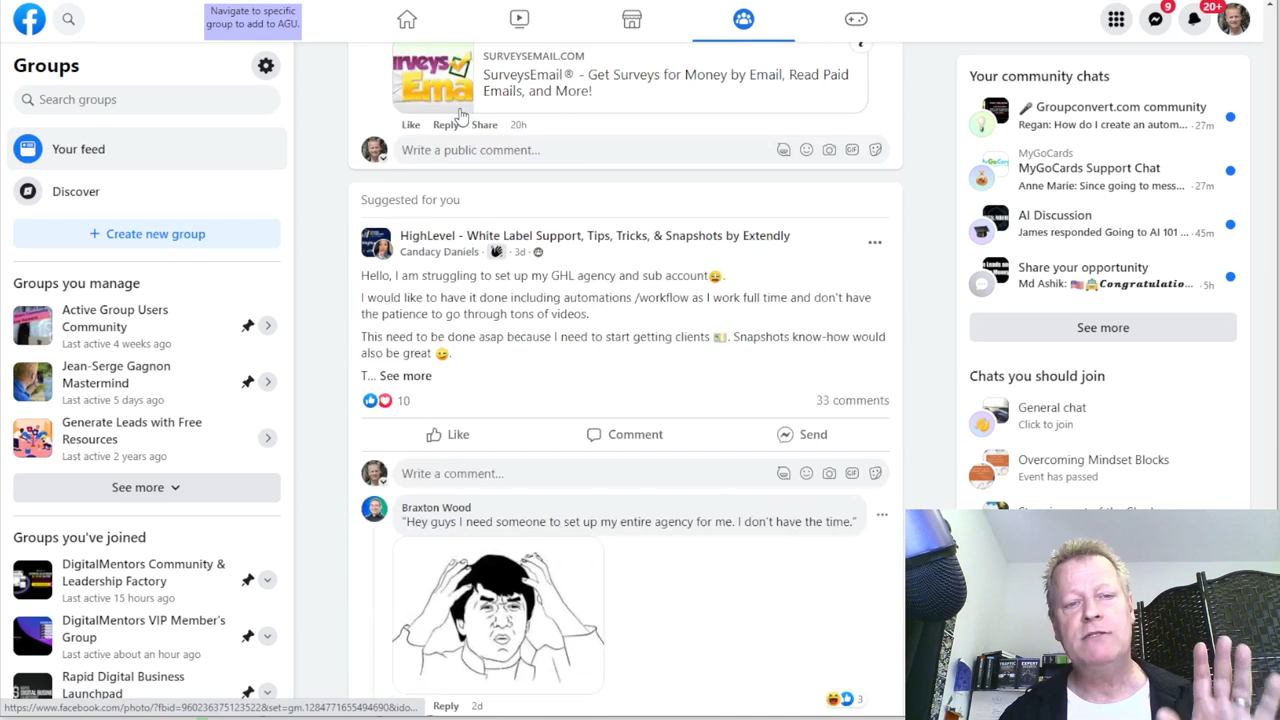 Navigate to specific
group to add to AGU.
9
20+
Groups
Search groups
Your feed
Discover
+ Create new group
Groups you manage
Active Group Users
Community
Last active 4 weeks ago
Jean-Serge Gagnon
Mastermind
Last active 5 days ago
Generate Leads with Free
Resources
Last active 2 years ago
See more
Groups you've joined
DigitalMentors Community &
Leadership Factory
Last active 15 hours ago
DigitalMentors VIP Member's
Group
Last active about an hour ago
Rapid Digital Business
Launchpad
https://www.facebook.com/photo/?fbid=960236375123522&set=gm.1284771655494690&ido...
SURVEYSEMAIL.COM
SurveysEmail® - Get Surveys for Money by Email, Read Paid
Emails, and More!
Like Reply Share 20h
Write a public comment...
Suggested for you
HighLevel - White Label Support, Tips, Tricks, & Snapshots by Extendly
Candacy Daniels · 3d ·
Hello, I am struggling to set up my GHL agency and sub account😅.
I would like to have it done including automations /workflow as I work full time and don't have
the patience to go through tons of videos.
This need to be done asap because I need to start getting clients 💵. Snapshots know-how would
also be great 😅.
T... See more
10
33 comments
Like
Comment
Send
Write a comment...
Braxton Wood
"Hey guys I need someone to set up my entire agency for me. I don't have the time."
3
Reply 2d
Your community chats
🎤 Groupconvert.com community
Regan: How do I create an autom... · 27m
MyGoCards
MyGoCards Support Chat
Anne Marie: Since going to mess... · 27m
AI Discussion
James responded Going to AI 101 ... · 45m
Share your opportunity
Md Ashik: 🇺🇸🚖𝑪𝒐𝒏𝒈𝒓𝒂𝒕𝒖𝒍𝒂𝒕𝒊𝒐... · 5h
See more
Chats you should join
General chat
Click to join
Overcoming Mindset Blocks
Event has passed